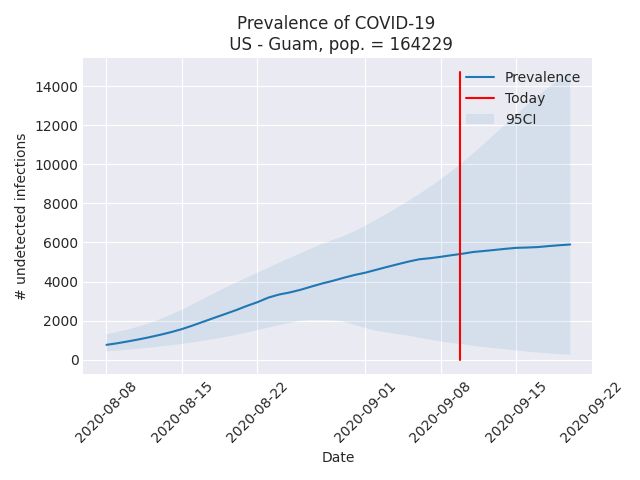 Prevalence of COVID-19
US - Guam, pop. = 164229
Prevalence
Today
95CI
14000
12000
10000
8000
6000
4000
2000
0
# undetected infections
2020-08-08
2020-08-15
2020-08-22
2020-09-01
2020-09-08
2020-09-15
2020-09-22
Date